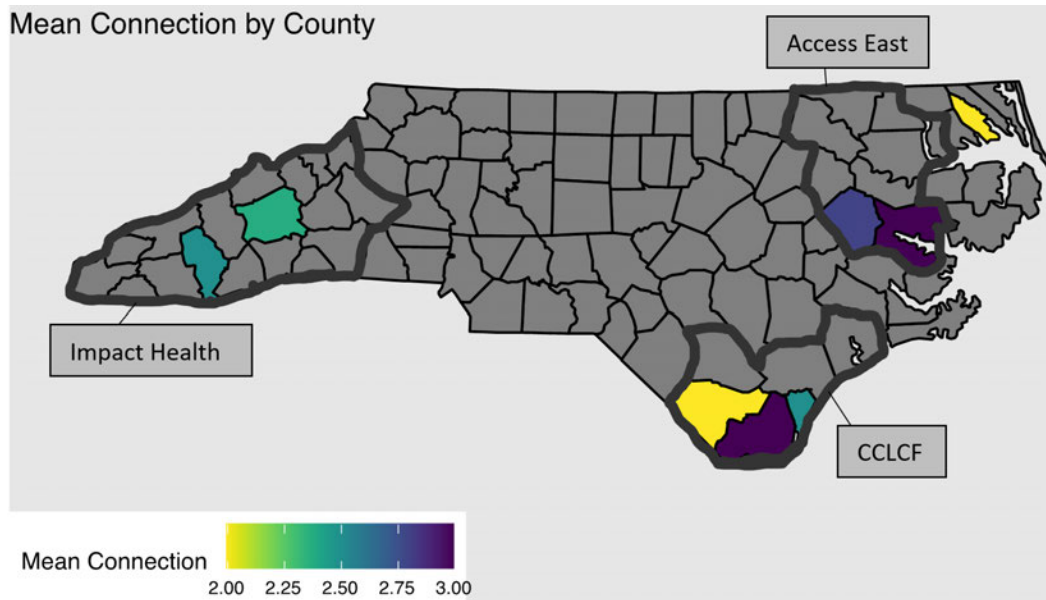 Mean Connection by County
Access East
Impact Health
CCLCF
Mean Connection
2.00 2.25 2.50 2.75 3.00